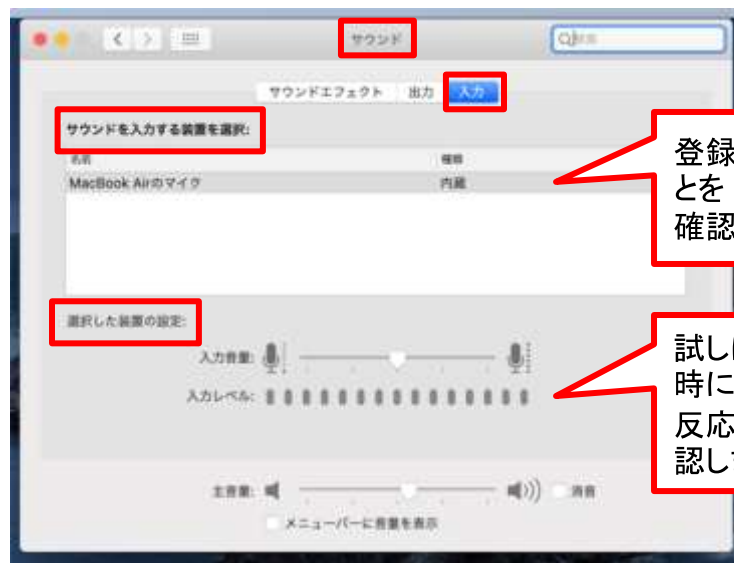 サウンド
検索
サウンドエフェクト 出力 入力
サウンドを入力する装置を選択:
名前 種類
MacBook Airのマイク 内蔵
選択した装置の設定:
入力音量:
入力レベル:
主音量: 消音
メニューバーに音量を表示
登録
とを
確認
試し
時に
反応
認し